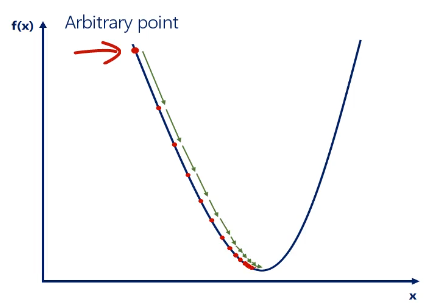 f(x)
Arbitrary point
x